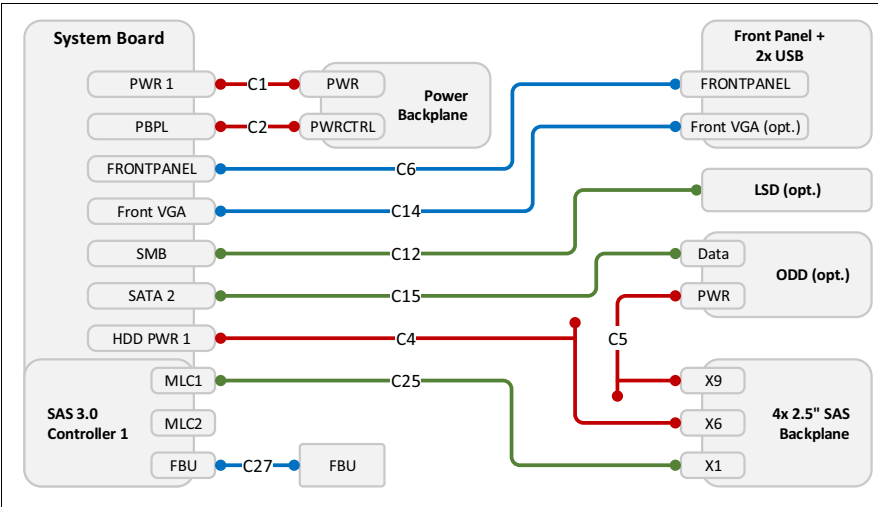 System Board
PWR 1
PBPL
FRONTPANEL
Front VGA
SMB
SATA 2
HDD PWR 1
SAS 3.0
Controller 1
MLC1
MLC2
FBU
C1
C2
C6
C14
C12
C15
C4
C5
C25
C27
PWR
PWRCTRL
Power
Backplane
FBU
Front Panel +
2x USB
FRONTPANEL
Front VGA (opt.)
LSD (opt.)
Data
PWR
ODD (opt.)
X9
X6
X1
4x 2.5" SAS
Backplane